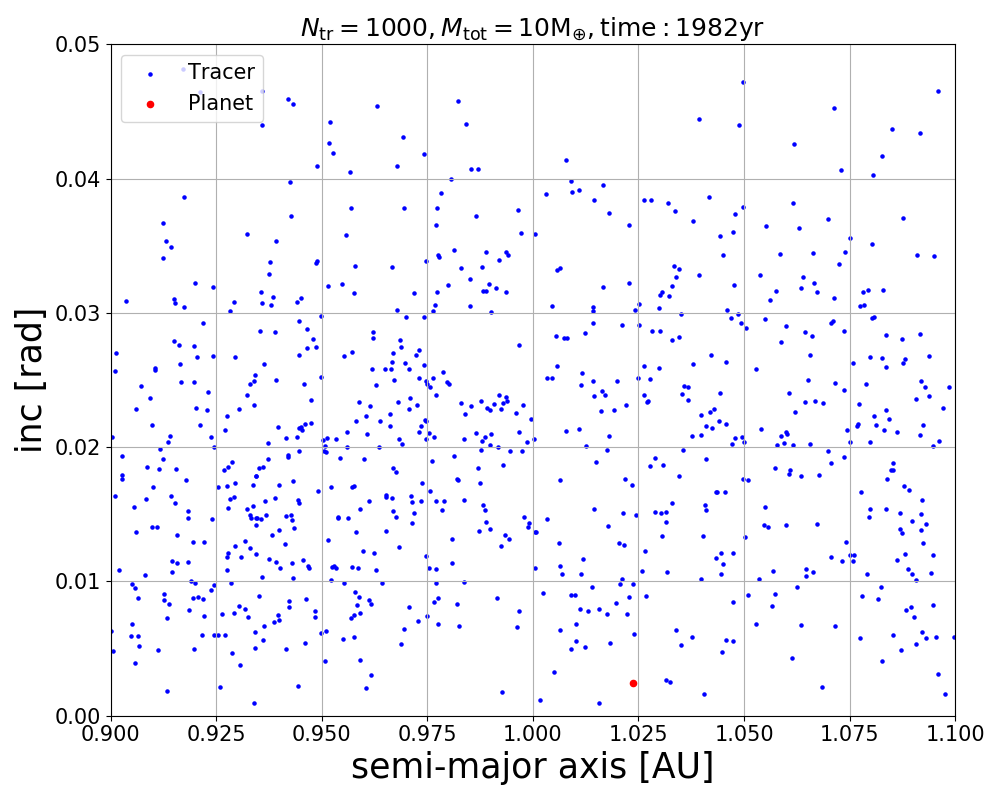 N_tr = 1000, M_tot = 10M_⊕, time : 1982yr
Tracer
Planet
0.05
0.04
0.03
0.02
0.01
0.00
inc [rad]
0.900 0.925 0.950 0.975 1.000 1.025 1.050 1.075 1.100
semi-major axis [AU]